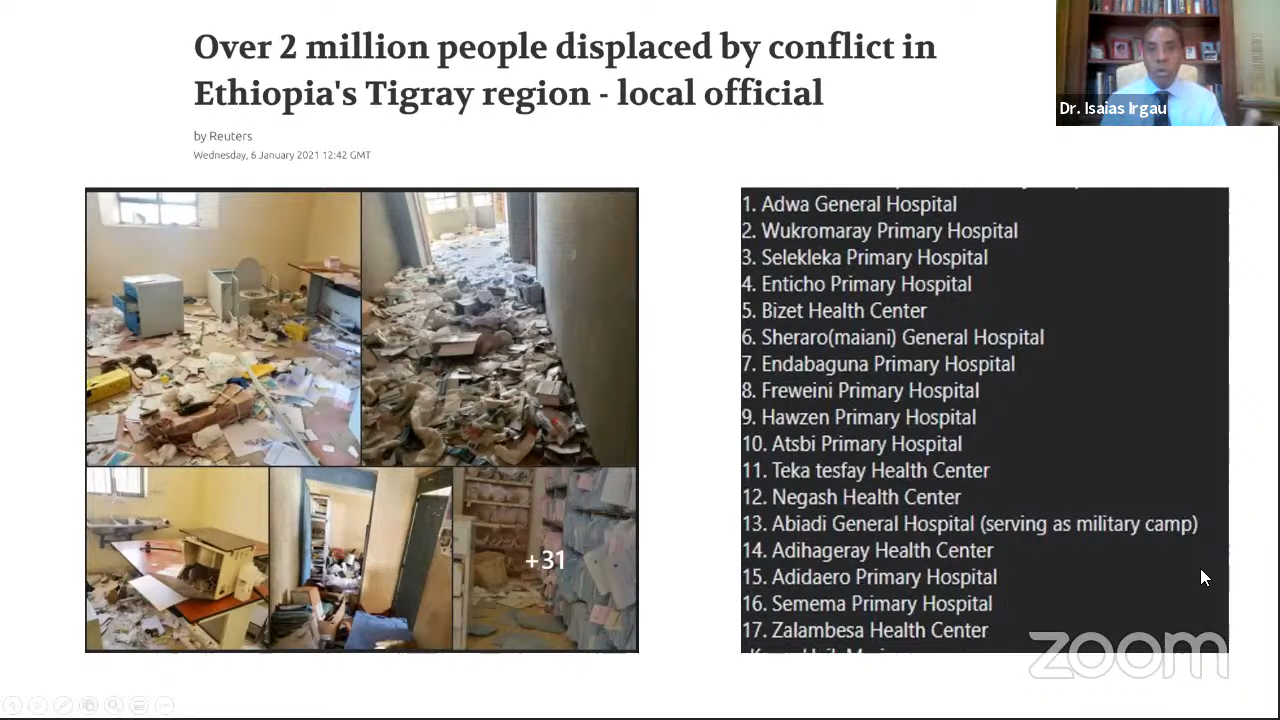 Over 2 million people displaced by conflict in
Ethiopia's Tigray region - local official
by Reuters
Wednesday, 6 January 2021 12:42 GMT
Dr. Isaias Irgau
+31
1. Adwa General Hospital
2. Wukromaray Primary Hospital
3. Selekleka Primary Hospital
4. Enticho Primary Hospital
5. Bizet Health Center
6. Sheraro(maiani) General Hospital
7. Endabaguna Primary Hospital
8. Freweini Primary Hospital
9. Hawzen Primary Hospital
10. Atsbi Primary Hospital
11. Teka tesfay Health Center
12. Negash Health Center
13. Abiadi General Hospital (serving as military camp)
14. Adihageray Health Center
15. Adidaero Primary Hospital
16. Semema Primary Hospital
17. Zalambesa Health Center
zoom